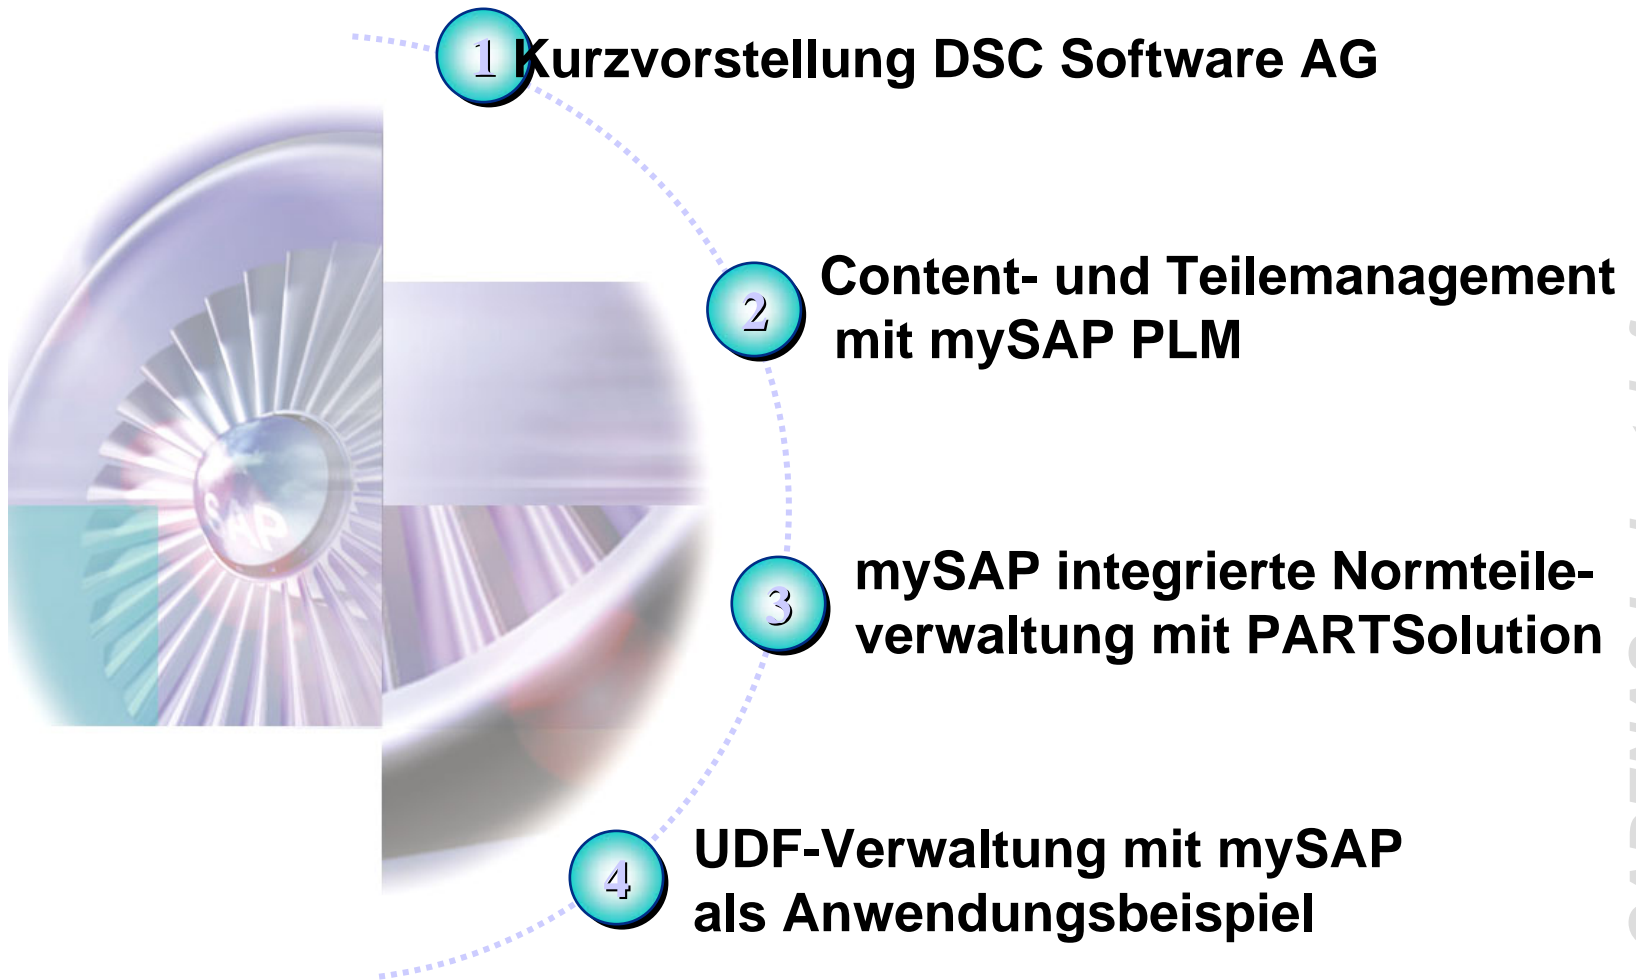 1 Kurzvorstellung DSC Software AG
2 Content- und Teilemanagement
mit mySAP PLM
SAP
3 mySAP integrierte Normteile-
verwaltung mit PARTSolution
4 UDF-Verwaltung mit mySAP
als Anwendungsbeispiel